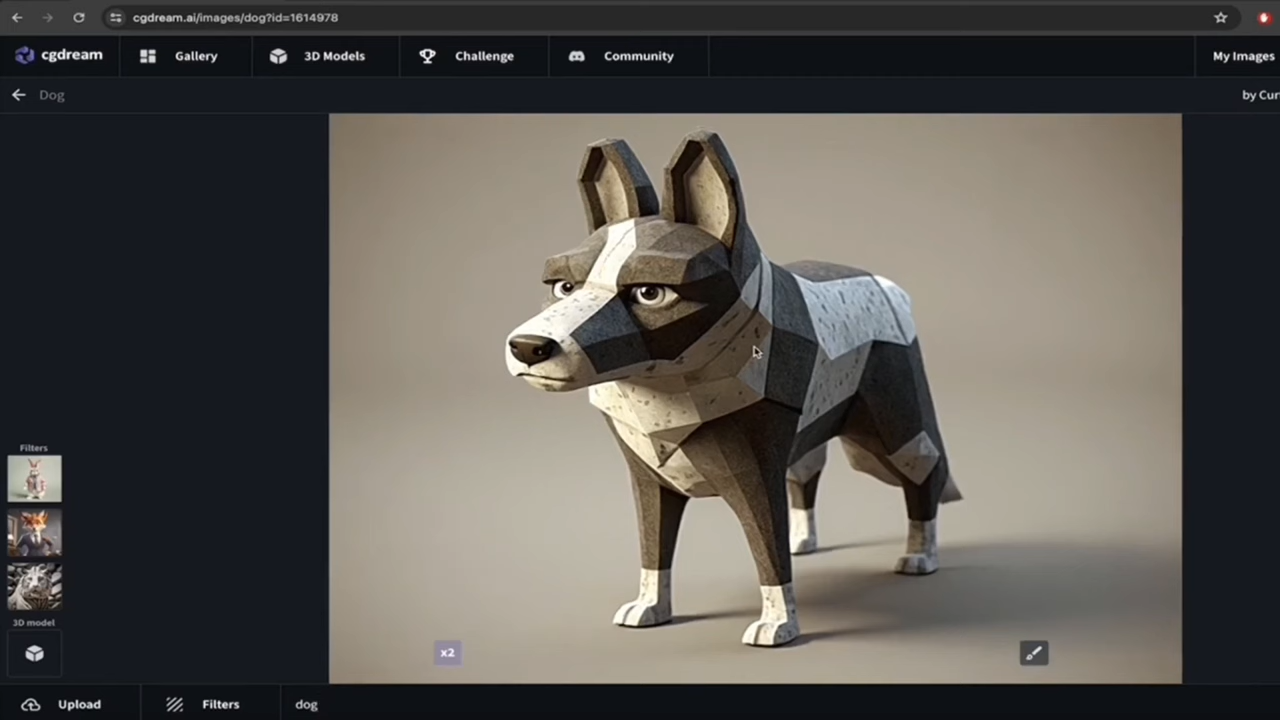 cgdream.ai/images/dog?id=1614978
cgdream Gallery 3D Models Challenge Community My Images
Dog by Cur
Filters
3D model
x2
Upload Filters dog